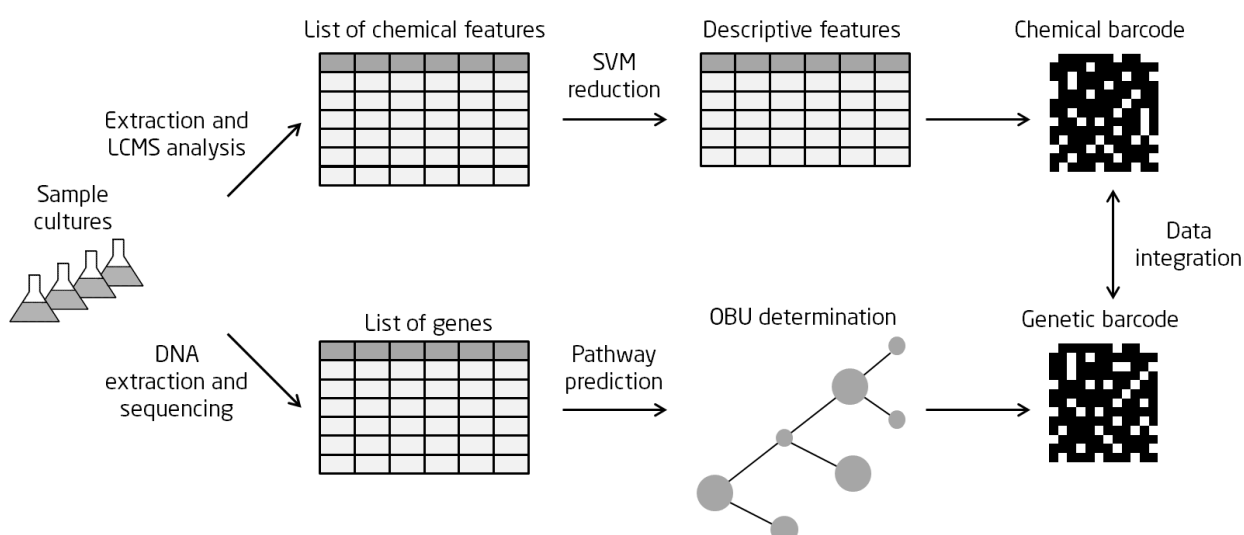 List of chemical features
SVM
reduction
Descriptive features
Chemical barcode
Extraction and
LCMS analysis
Sample
cultures
Data
integration
DNA
extraction and
sequencing
List of genes
Pathway
prediction
OBU determination
Genetic barcode